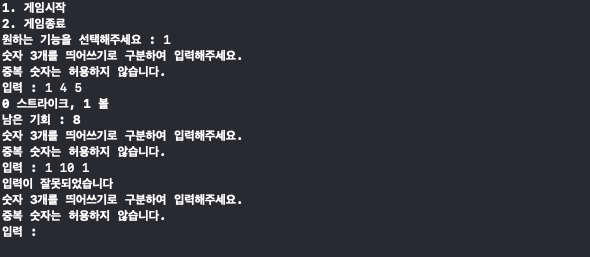 1. 게임시작
2. 게임종료
원하는 기능을 선택해주세요 : 1
숫자 3개를 띄어쓰기로 구분하여 입력해주세요.
중복 숫자는 허용하지 않습니다.
입력 : 1 4 5
0 스트라이크, 1 볼
남은 기회 : 8
숫자 3개를 띄어쓰기로 구분하여 입력해주세요.
중복 숫자는 허용하지 않습니다.
입력 : 1 10 1
입력이 잘못되었습니다
숫자 3개를 띄어쓰기로 구분하여 입력해주세요.
중복 숫자는 허용하지 않습니다.
입력 :